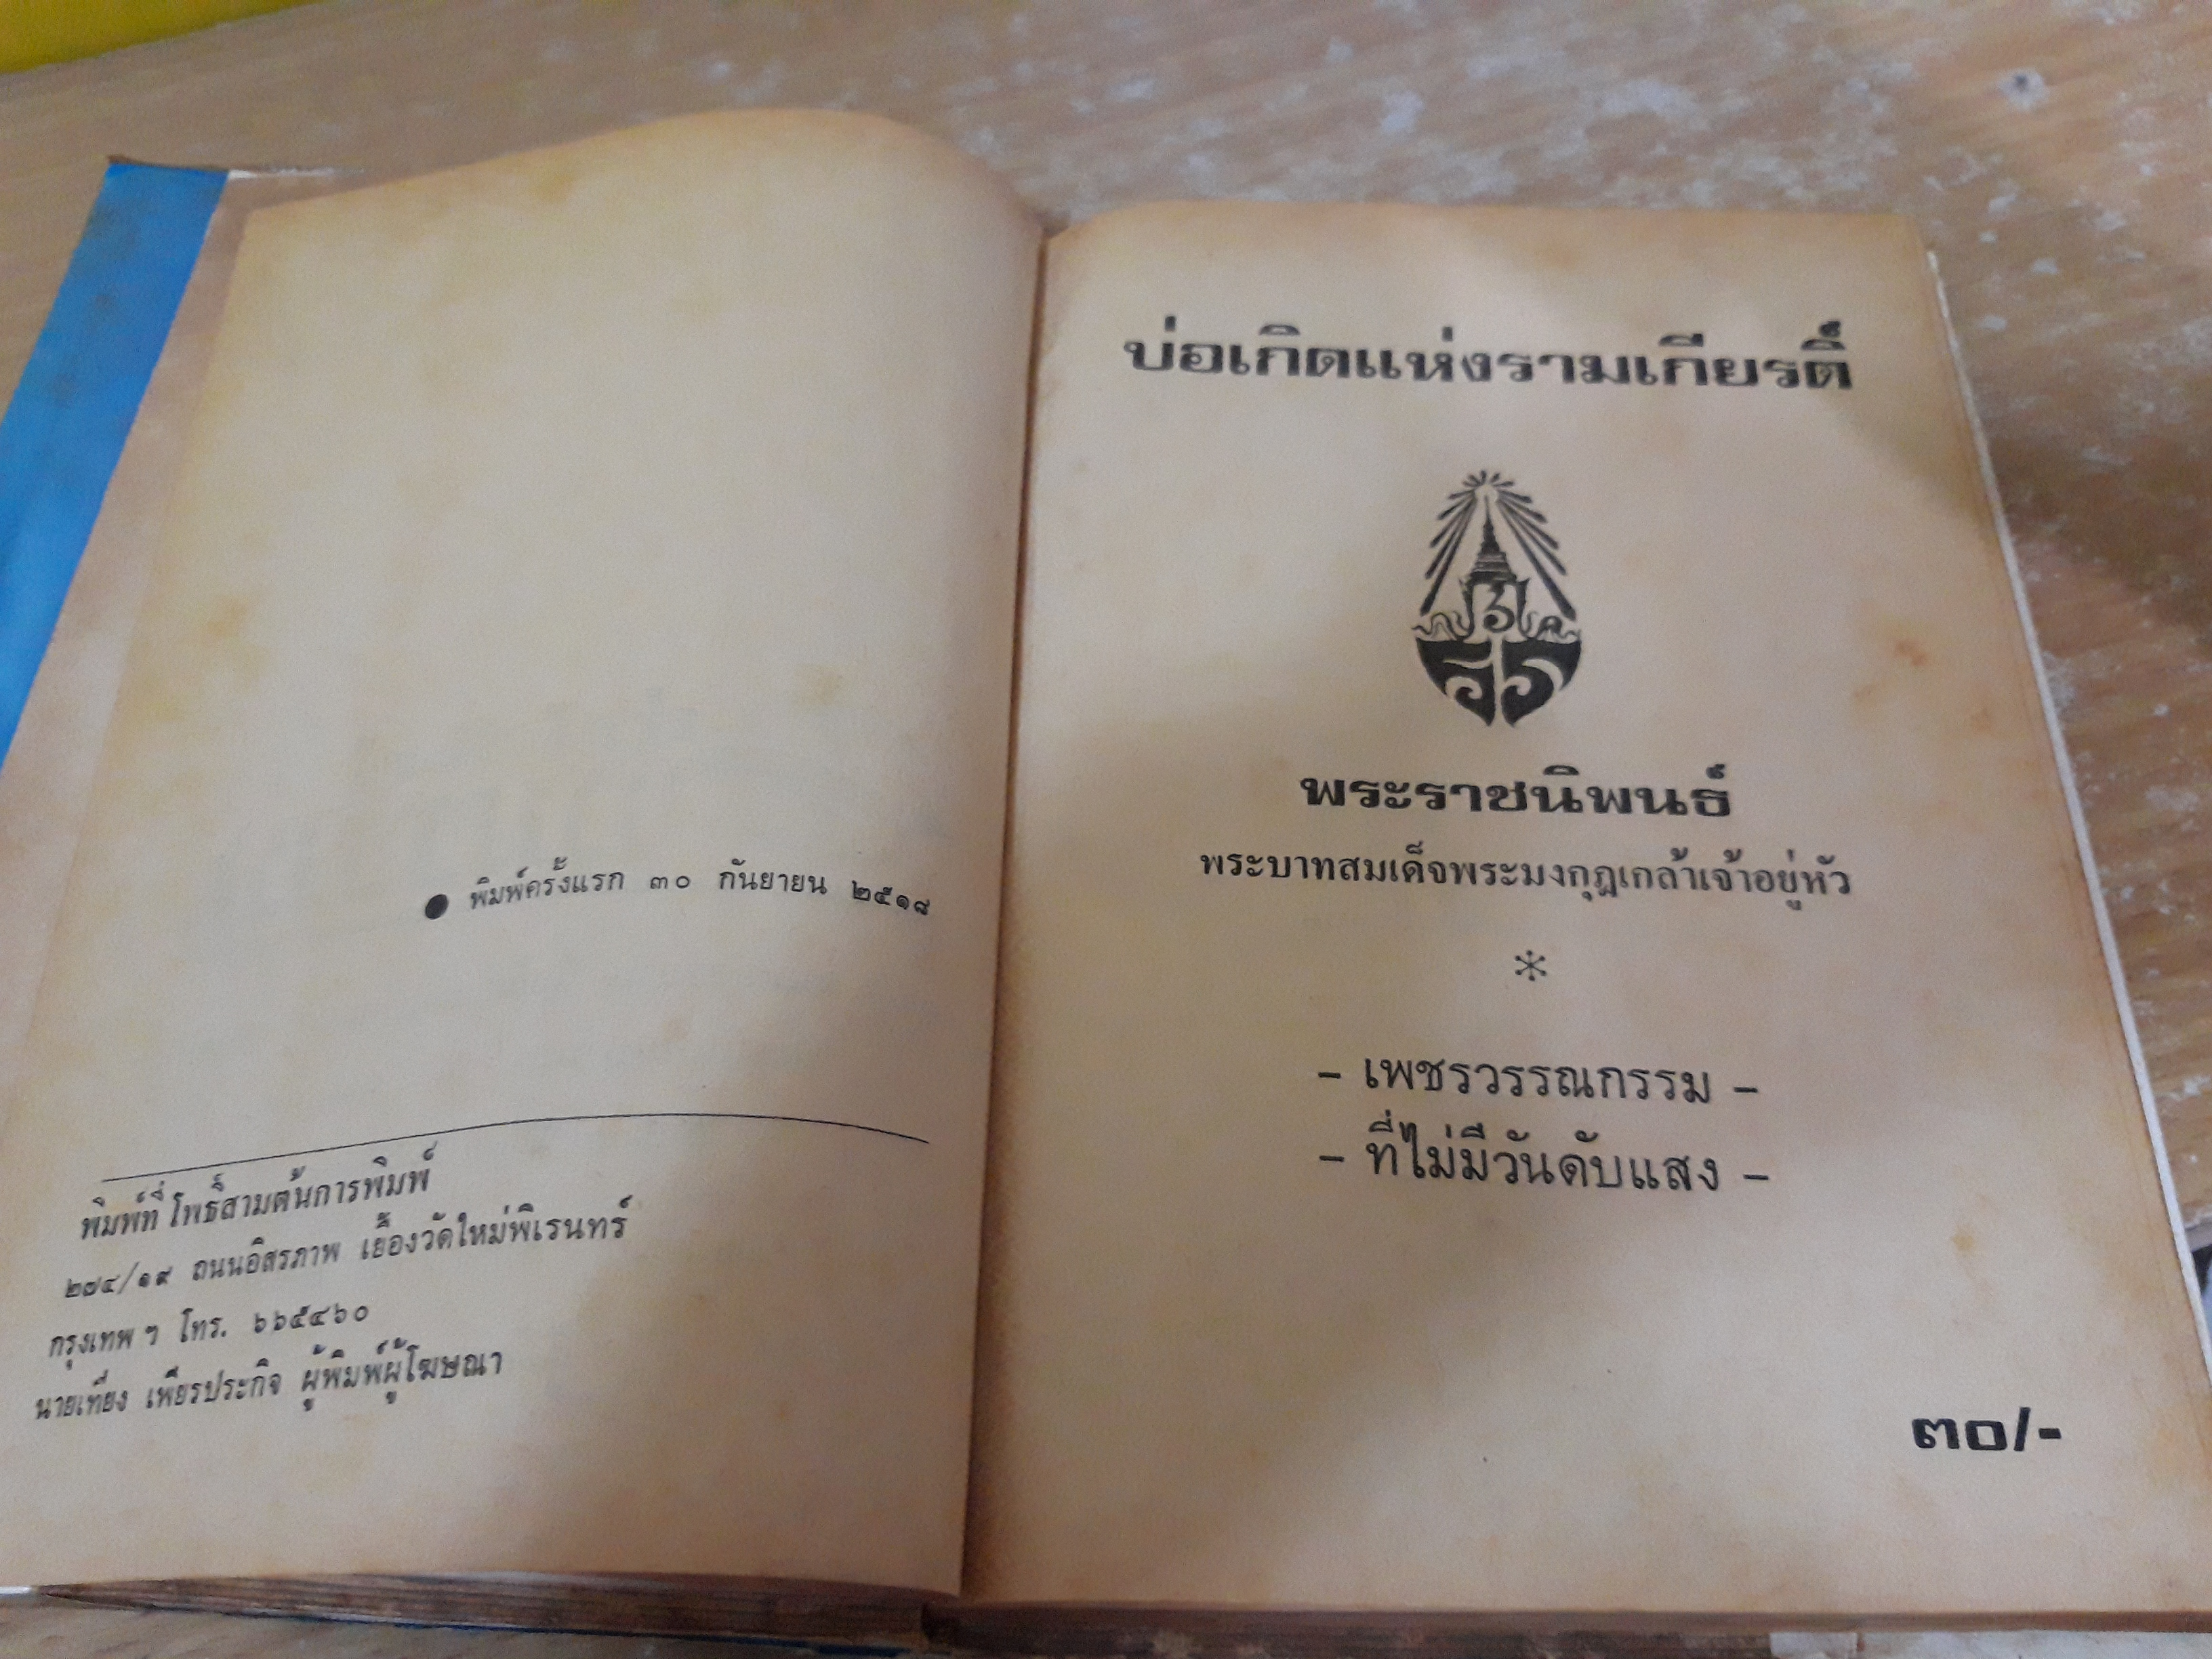 ● พิมพ์ครั้งแรก ๓๐ กันยายน ๒๕๑๘
พิมพ์ที่ โพธิ์สามต้นการพิมพ์
๒๗๔/๑๙ ถนนอิสรภาพ เยื้องวัดใหม่พิเรนทร์
กรุงเทพ ฯ โทร. ๖๖๕๔๖๐
นายเที่ยง เพียรประกิจ ผู้พิมพ์ผู้โฆษณา
บ่อเกิดแห่งรามเกียรติ์
พระราชนิพนธ์
พระบาทสมเด็จพระมงกุฎเกล้าเจ้าอยู่หัว
*
– เพชรวรรณกรรม –
– ที่ไม่มีวันดับแสง –
๓๐/-